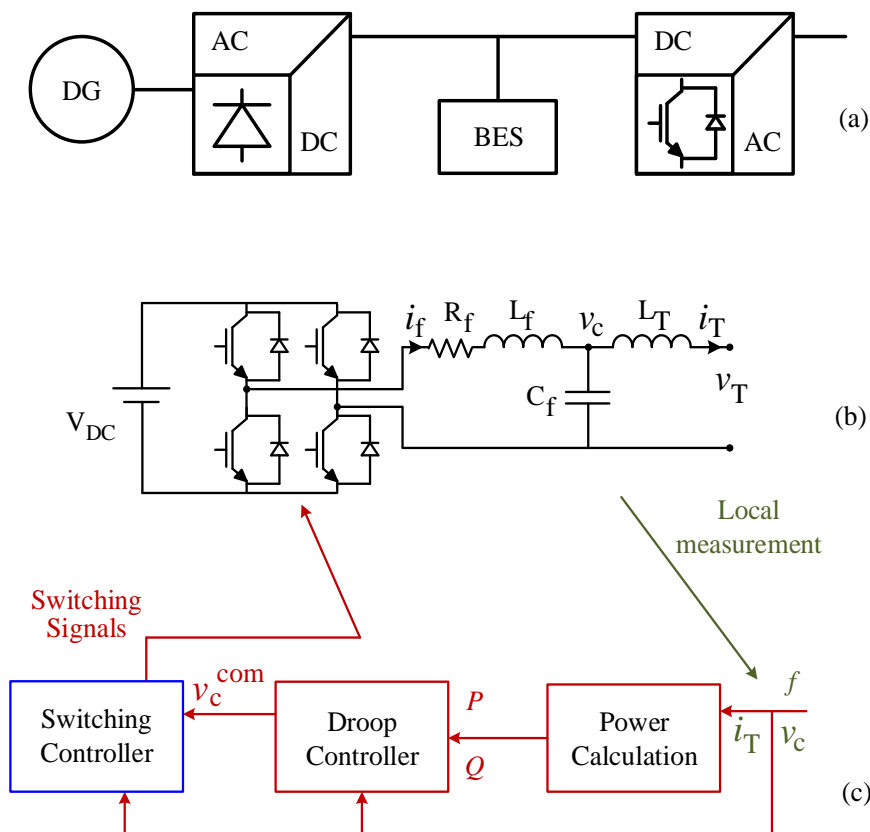 AC
DC
DG
DC
BES
AC
(a)
i_f
R_f
L_f
v_c
L_T
i_T
C_f
v_T
V_DC
(b)
Local
measurement
Switching
Signals
v_c^com
P
f
Switching
Controller
Droop
Controller
Power
Calculation
i_T
v_c
Q
(c)